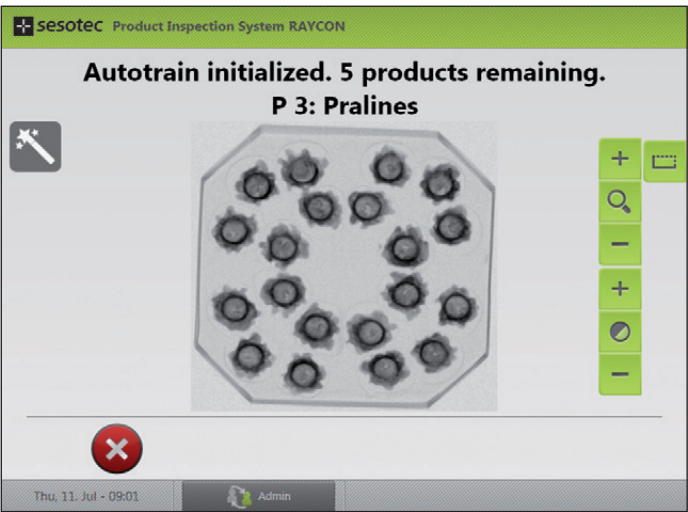 sesotec Product Inspection System RAYCON
Autotrain initialized. 5 products remaining.
P 3: Pralines
Thu, 11. Jul - 09:01
Admin